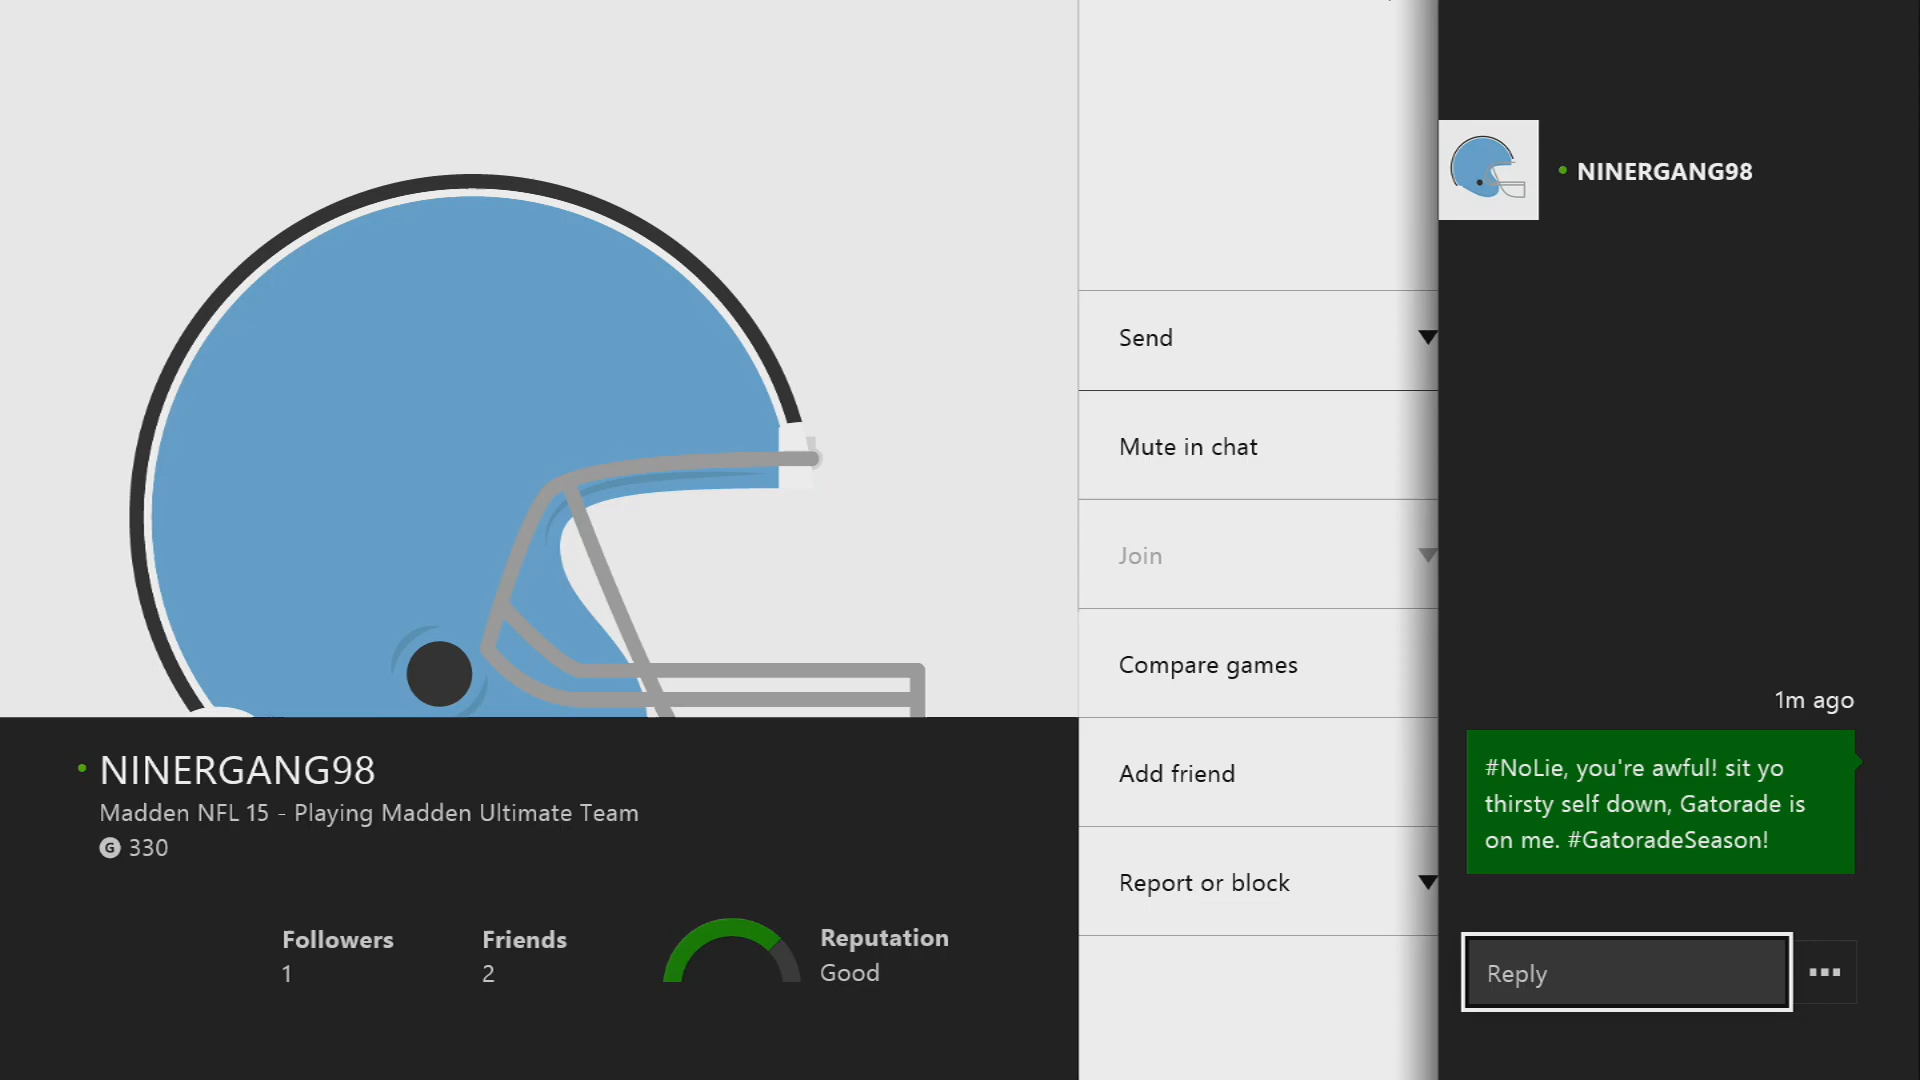 NINERGANG98
Madden NFL 15 - Playing Madden Ultimate Team
G 330
Followers
1
Friends
2
Reputation
Good
Send
Mute in chat
Join
Compare games
Add friend
Report or block
NINERGANG98
1m ago
#NoLie, you're awful! sit yo
thirsty self down, Gatorade is
on me. #GatoradeSeason!
Reply